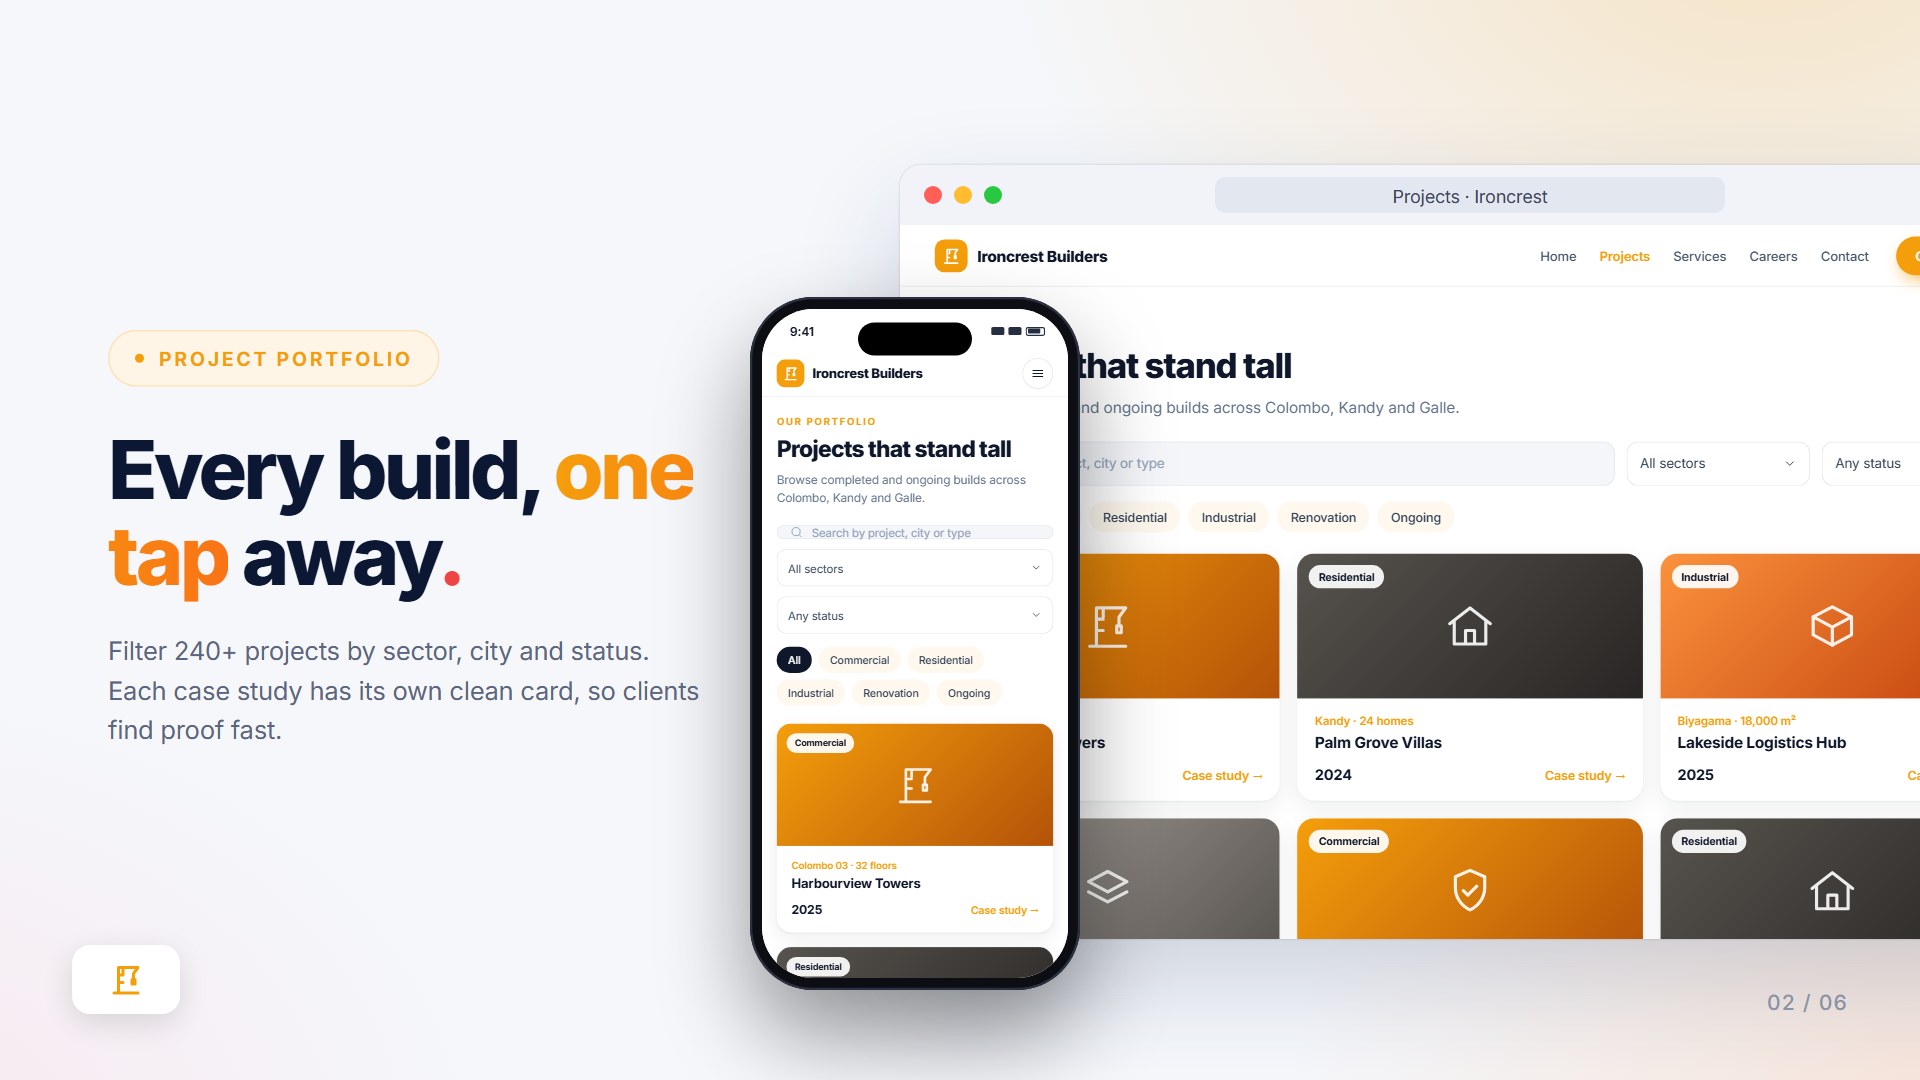 PROJECT PORTFOLIO
Every build, one
tap away.
Filter 240+ projects by sector, city and status.
Each case study has its own clean card, so clients
find proof fast.
9:41
Ironcrest Builders
OUR PORTFOLIO
Projects that stand tall
Browse completed and ongoing builds across
Colombo, Kandy and Galle.
Search by project, city or type
All sectors
Any status
All Commercial Residential
Industrial Renovation Ongoing
Commercial
Colombo 03 · 32 floors
Harbourview Towers
2025 Case study →
Residential
Projects · Ironcrest
Ironcrest Builders Home Projects Services Careers Contact
that stand tall
nd ongoing builds across Colombo, Kandy and Galle.
ct, city or type All sectors Any status
Residential Industrial Renovation Ongoing
Case study →
Residential
Kandy · 24 homes
Palm Grove Villas
2024 Case study →
Industrial
Biyagama · 18,000 m²
Lakeside Logistics Hub
2025
Commercial
Residential
02 / 06